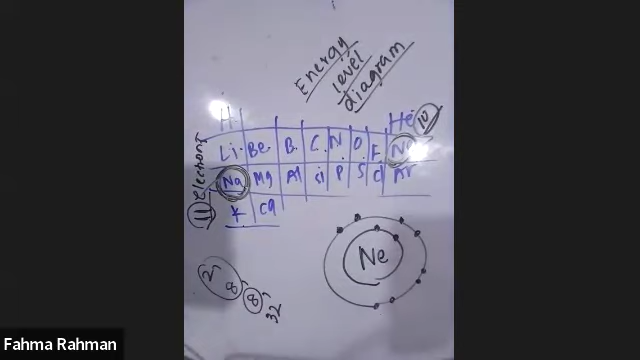 Energy
level
diagram
H
He 10
Li Be B C N O F Ne
Na Mg Al Si P S Cl Ar
K Ca
11 Electrons
2, 8, 8, 32
Ne
Fahma Rahman